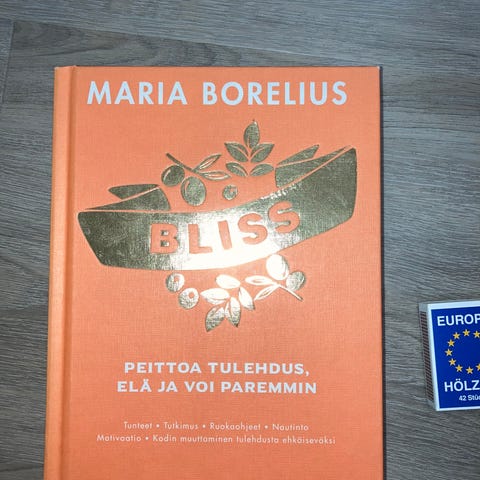 MARIA BORELIUS
BLISS
PEITTOA TULEHDUS,
ELÄ JA VOI PAREMMIN
Tunteet • Tutkimus • Ruokaohjeet • Nautinto
Motivaatio • Kodin muuttaminen tulehdusta ehkäiseväksi
EUROP
HÖLZ
42 Stüc